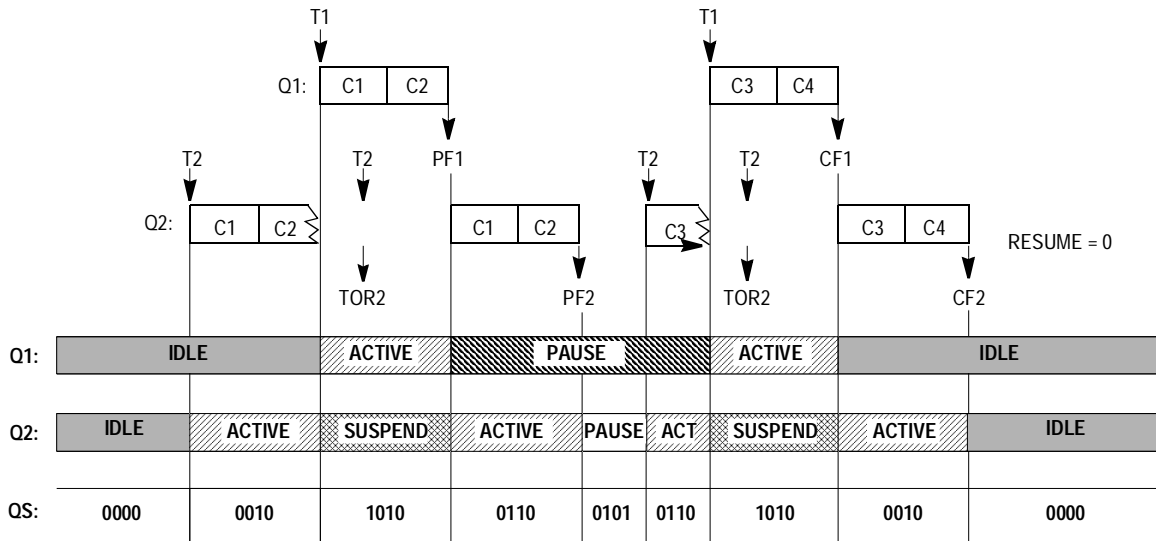 T1 T1
Q1: C1 C2 C3 C4
T2 T2 PF1 T2 T2 CF1
Q2: C1 C2 C1 C2 C3 C3 C4
RESUME = 0
TOR2 PF2 TOR2 CF2
Q1: IDLE ACTIVE PAUSE ACTIVE IDLE
Q2: IDLE ACTIVE SUSPEND ACTIVE PAUSE ACT SUSPEND ACTIVE IDLE
QS: 0000 0010 1010 0110 0101 0110 1010 0010 0000